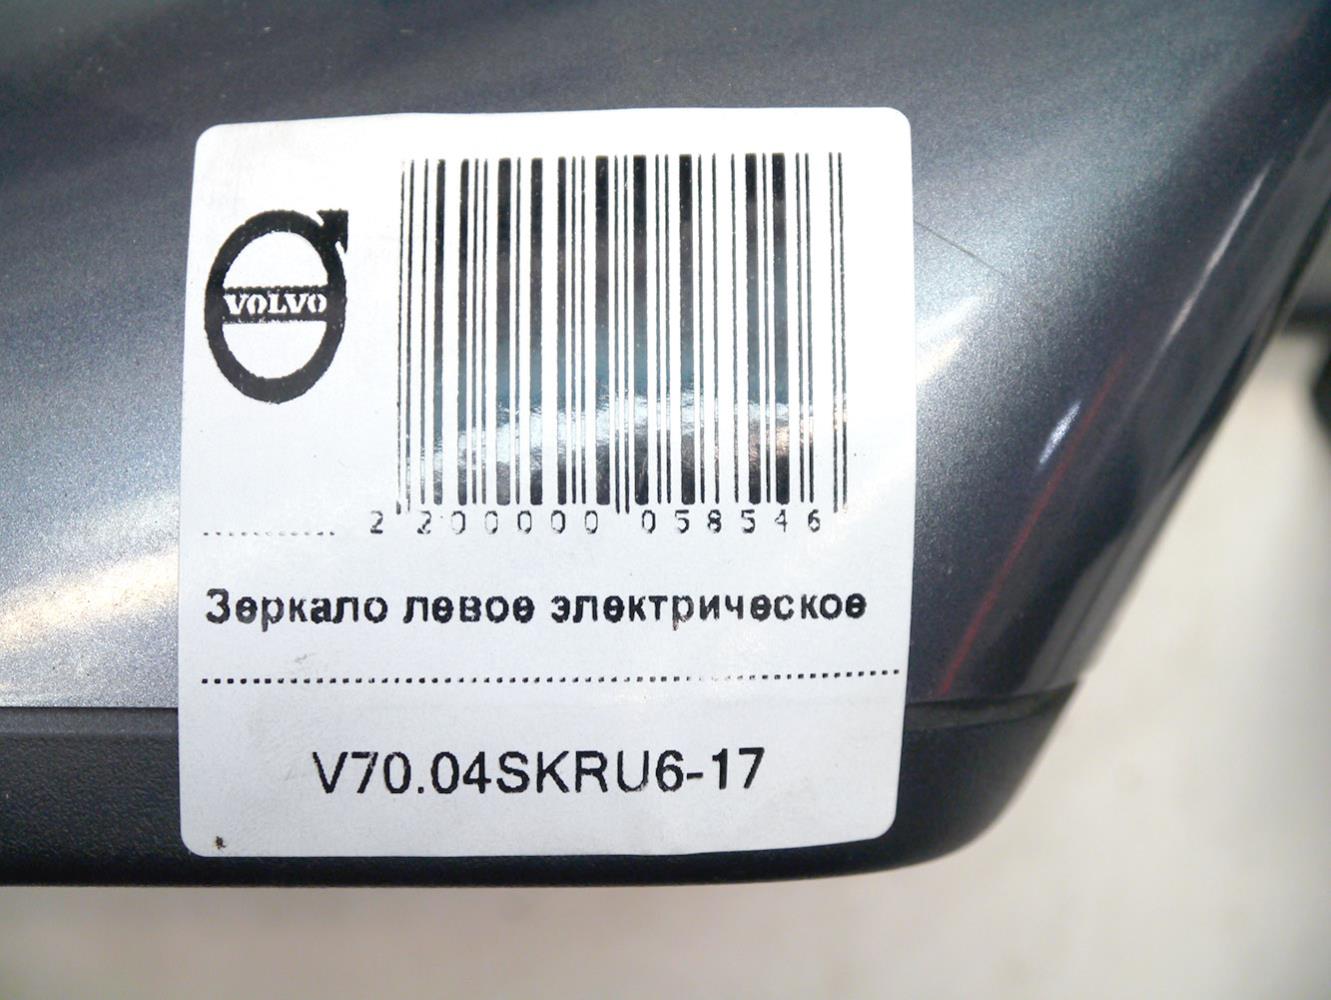 VOLVO
2 200000 058546
Зеркало левое электрическое
V70.04SKRU6-17